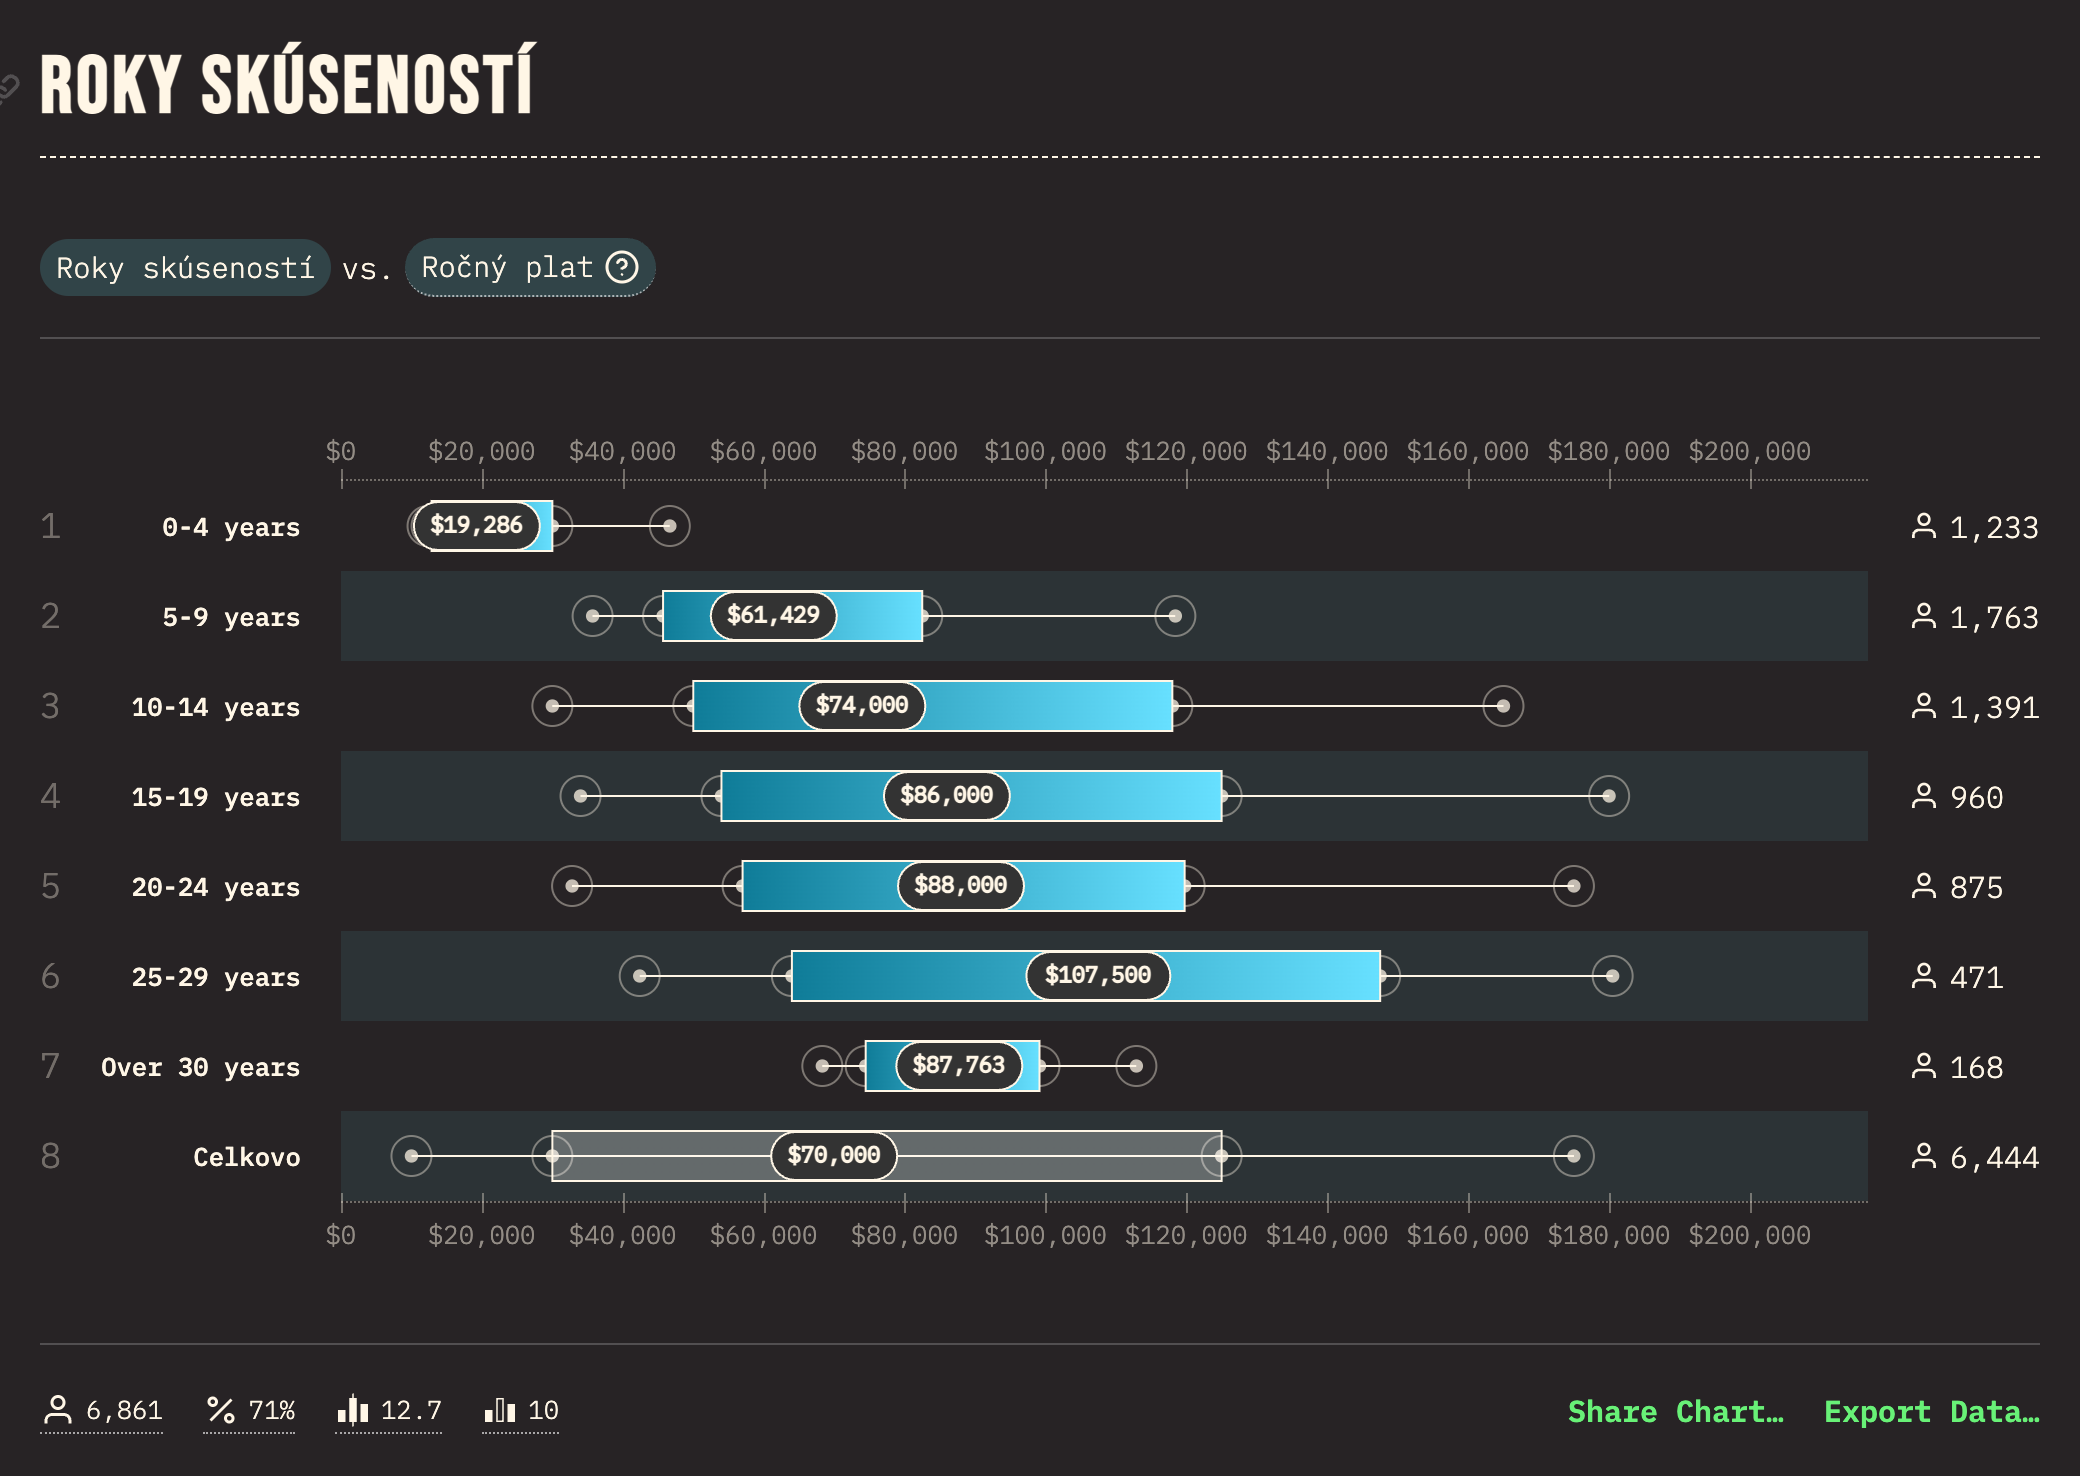 ROKY SKÚSENOSTÍ
Roky skúseností vs. Ročný plat ?
$0 $20,000 $40,000 $60,000 $80,000 $100,000 $120,000 $140,000 $160,000 $180,000 $200,000
1 0-4 years $19,286 1,233
2 5-9 years $61,429 1,763
3 10-14 years $74,000 1,391
4 15-19 years $86,000 960
5 20-24 years $88,000 875
6 25-29 years $107,500 471
7 Over 30 years $87,763 168
8 Celkovo $70,000 6,444
$0 $20,000 $40,000 $60,000 $80,000 $100,000 $120,000 $140,000 $160,000 $180,000 $200,000
6,861 71% 12.7 10 Share Chart… Export Data…